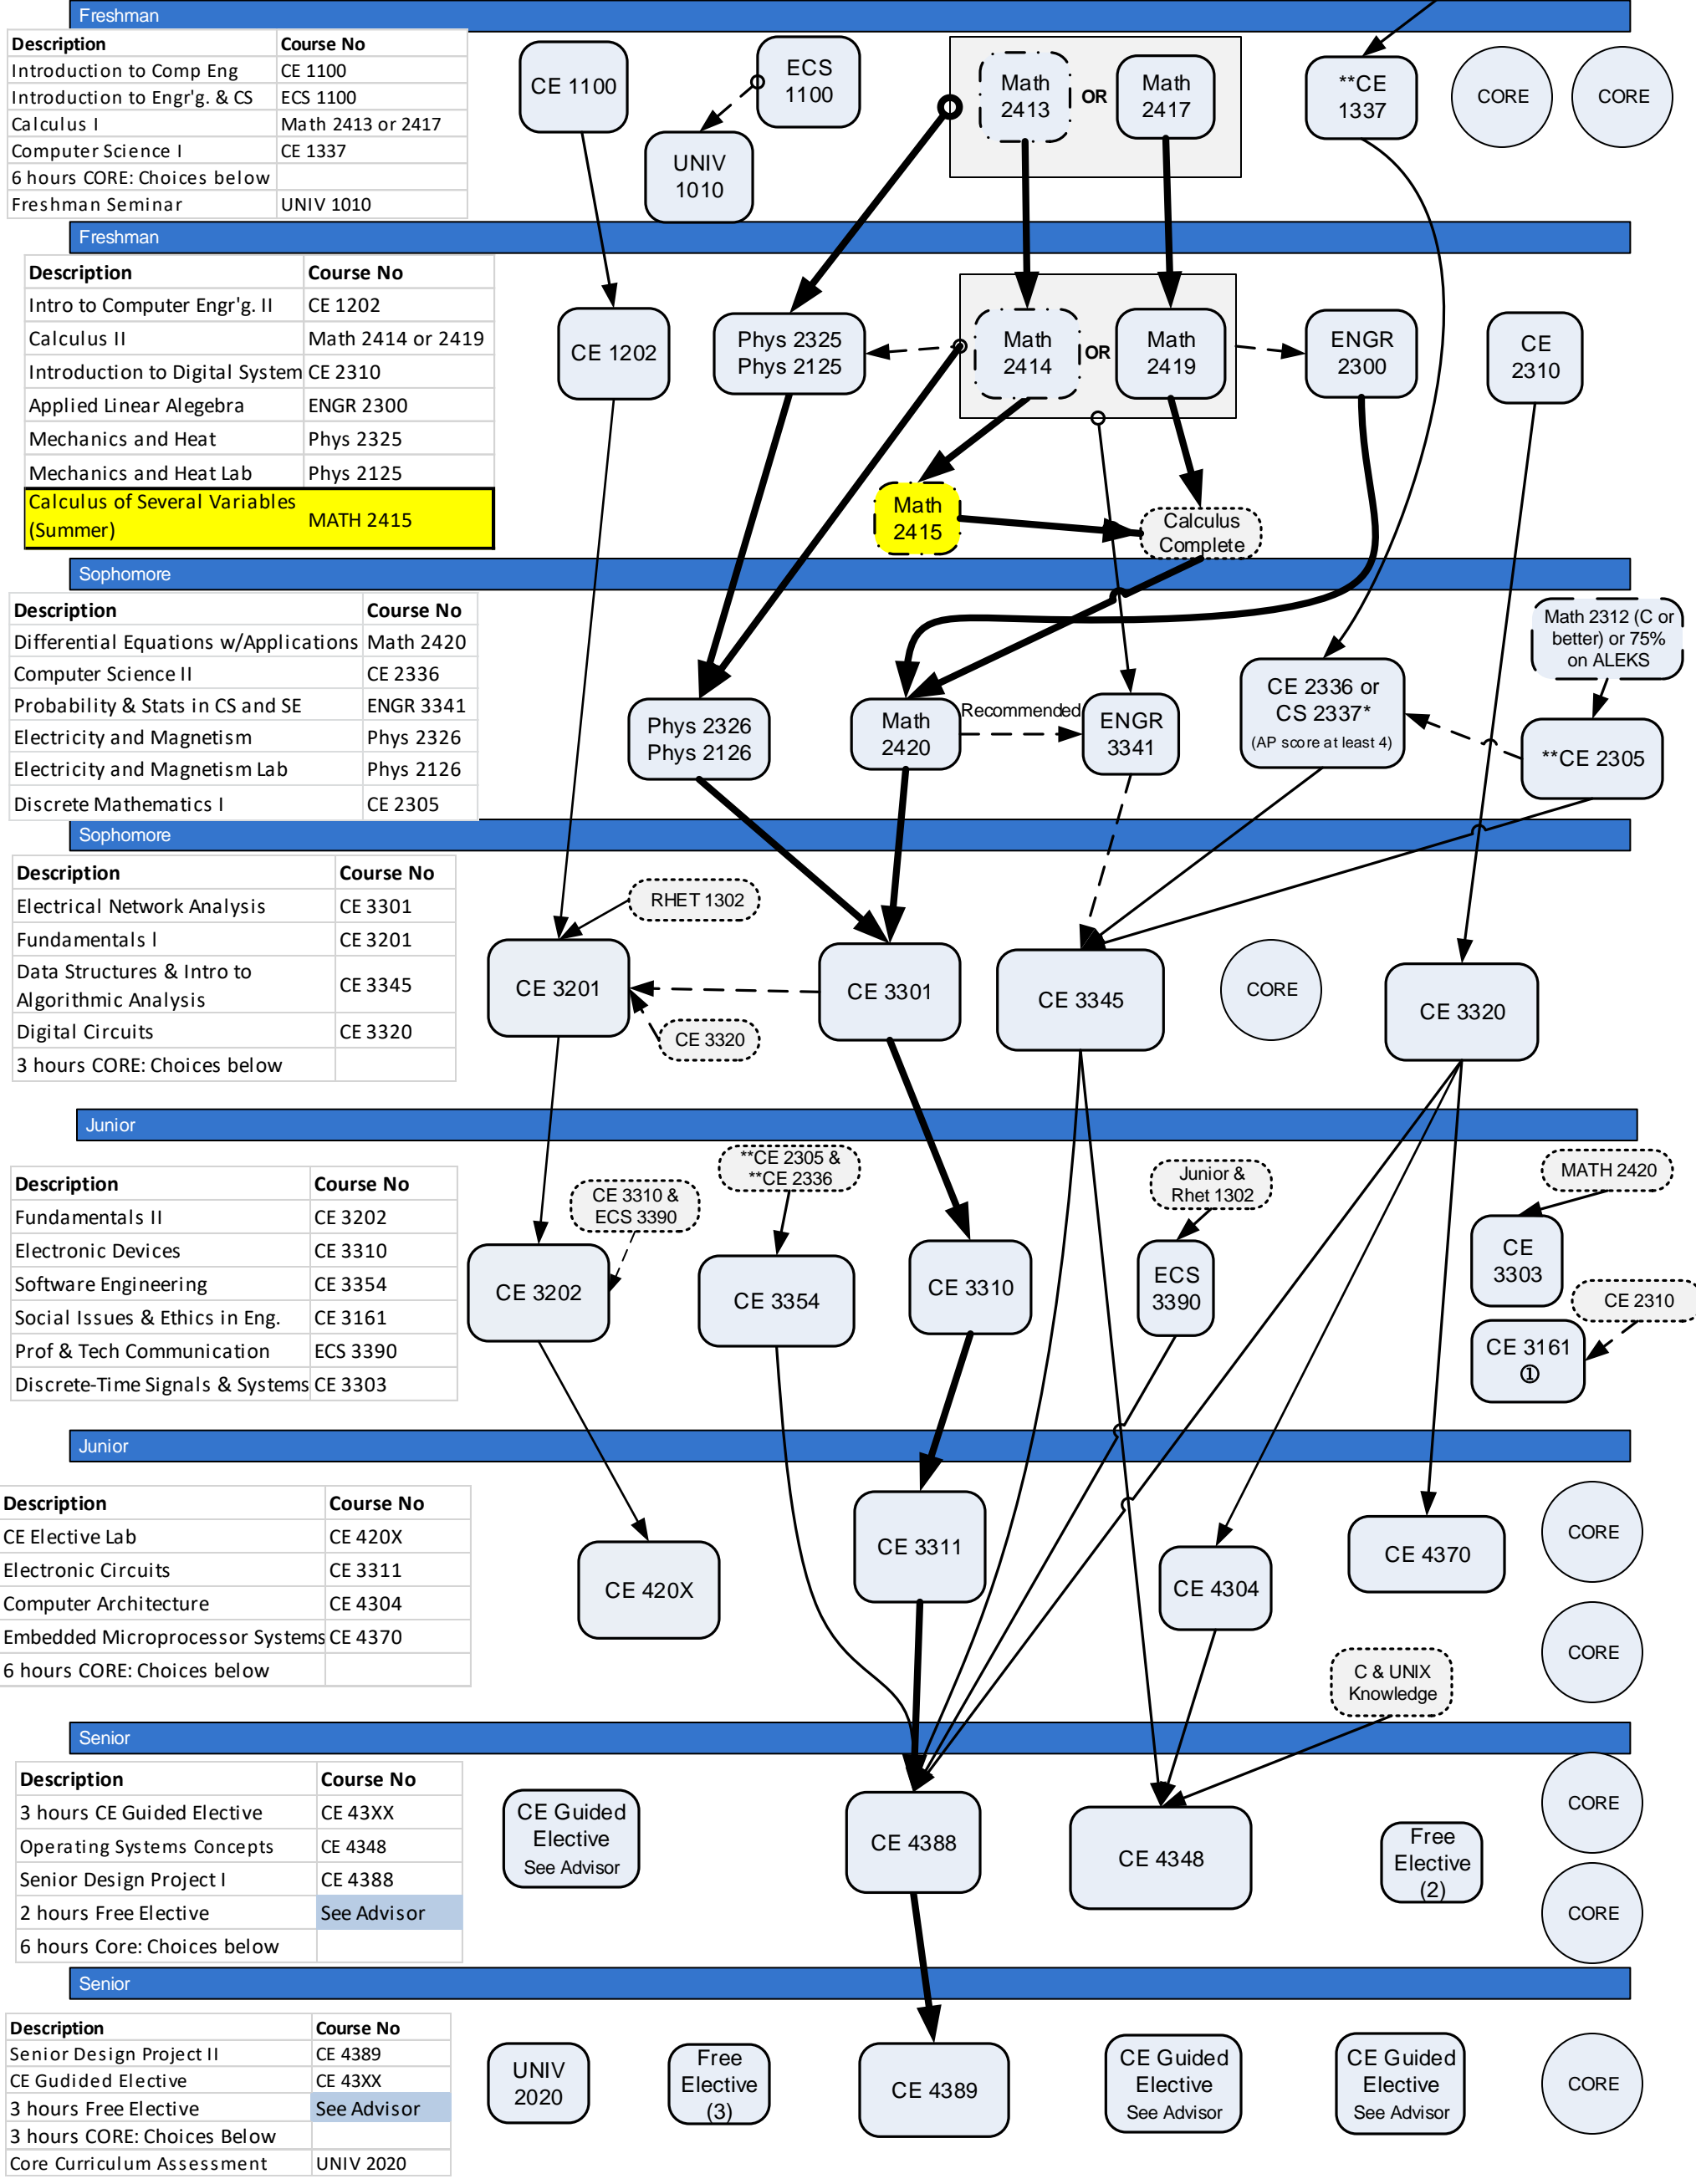 Freshman
Description Course No
Introduction to Comp Eng CE 1100
Introduction to Engr'g. & CS ECS 1100
Calculus I Math 2413 or 2417
Computer Science I CE 1337
6 hours CORE: Choices below
Freshman Seminar UNIV 1010
CE 1100
ECS
1100
UNIV
1010
Math
2413
OR
Math
2417
**CE
1337
CORE
CORE
Freshman
Description Course No
Intro to Computer Engr'g. II CE 1202
Calculus II Math 2414 or 2419
Introduction to Digital System CE 2310
Applied Linear Alegebra ENGR 2300
Mechanics and Heat Phys 2325
Mechanics and Heat Lab Phys 2125
Calculus of Several Variables
(Summer) MATH 2415
CE 1202
Phys 2325
Phys 2125
Math
2414
OR
Math
2419
ENGR
2300
CE
2310
Math
2415
Calculus
Complete
Sophomore
Description Course No
Differential Equations w/Applications Math 2420
Computer Science II CE 2336
Probability & Stats in CS and SE ENGR 3341
Electricity and Magnetism Phys 2326
Electricity and Magnetism Lab Phys 2126
Discrete Mathematics I CE 2305
Phys 2326
Phys 2126
Math
2420
Recommended
ENGR
3341
CE 2336 or
CS 2337*
(AP score at least 4)
Math 2312 (C or
better) or 75%
on ALEKS
**CE 2305
Sophomore
Description Course No
Electrical Network Analysis CE 3301
Fundamentals l CE 3201
Data Structures & Intro to
Algorithmic Analysis CE 3345
Digital Circuits CE 3320
3 hours CORE: Choices below
RHET 1302
CE 3201
CE 3320
CE 3301
CE 3345
CORE
CE 3320
Junior
Description Course No
Fundamentals II CE 3202
Electronic Devices CE 3310
Software Engineering CE 3354
Social Issues & Ethics in Eng. CE 3161
Prof & Tech Communication ECS 3390
Discrete-Time Signals & Systems CE 3303
CE 3310 &
ECS 3390
**CE 2305 &
**CE 2336
Junior &
Rhet 1302
MATH 2420
CE 3202
CE 3354
CE 3310
ECS
3390
CE
3303
CE 2310
CE 3161
①
Junior
Description Course No
CE Elective Lab CE 420X
Electronic Circuits CE 3311
Computer Architecture CE 4304
Embedded Microprocessor Systems CE 4370
6 hours CORE: Choices below
CE 420X
CE 3311
CE 4304
CE 4370
CORE
CORE
C & UNIX
Knowledge
Senior
Description Course No
3 hours CE Guided Elective CE 43XX
Operating Systems Concepts CE 4348
Senior Design Project I CE 4388
2 hours Free Elective See Advisor
6 hours Core: Choices below
CE Guided
Elective
See Advisor
CE 4388
CE 4348
Free
Elective
(2)
CORE
CORE
Senior
Description Course No
Senior Design Project II CE 4389
CE Gudided Elective CE 43XX
3 hours Free Elective See Advisor
3 hours CORE: Choices Below
Core Curriculum Assessment UNIV 2020
UNIV
2020
Free
Elective
(3)
CE 4389
CE Guided
Elective
See Advisor
CE Guided
Elective
See Advisor
CORE